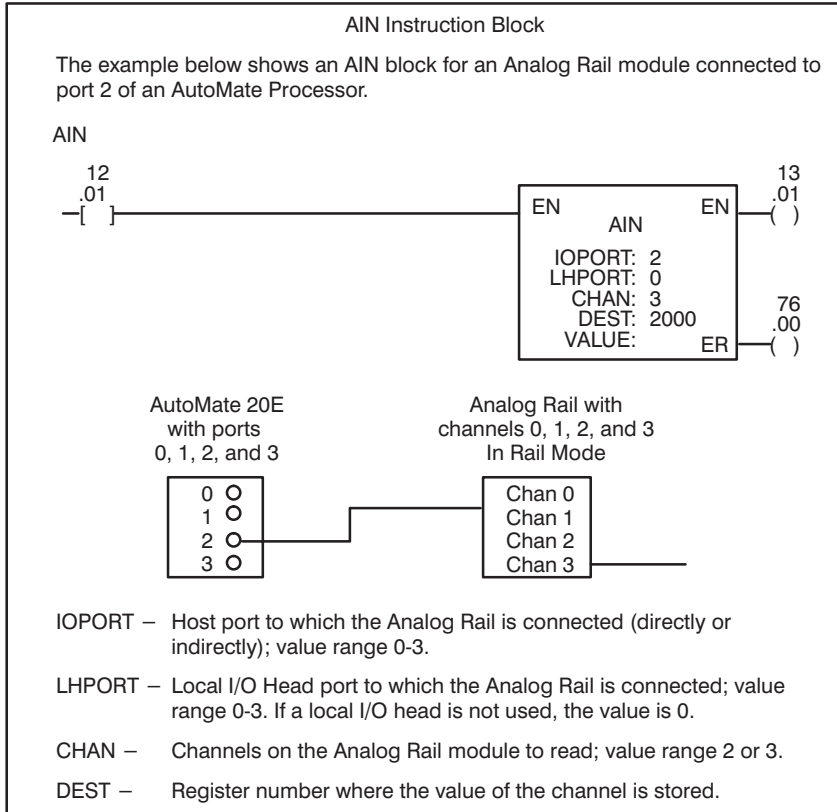 AIN Instruction Block
The example below shows an AIN block for an Analog Rail module connected to
port 2 of an AutoMate Processor.
AIN
12
.01
[ ]
EN EN
AIN
IOPORT: 2
LHPORT: 0
CHAN: 3
DEST: 2000
VALUE:
ER
13
.01
( )
76
.00
( )
AutoMate 20E
with ports
0, 1, 2, and 3
0
1
2
3
Analog Rail with
channels 0, 1, 2, and 3
In Rail Mode
Chan 0
Chan 1
Chan 2
Chan 3
IOPORT – Host port to which the Analog Rail is connected (directly or
indirectly); value range 0-3.
LHPORT – Local I/O Head port to which the Analog Rail is connected; value
range 0-3. If a local I/O head is not used, the value is 0.
CHAN – Channels on the Analog Rail module to read; value range 2 or 3.
DEST – Register number where the value of the channel is stored.